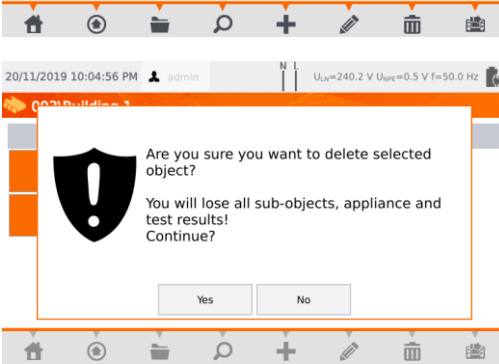 20/11/2019 10:04:56 PM admin N L ULN=240.2 V UNPE=0.5 V f=50.0 Hz
003\Building 1
Are you sure you want to delete selected
object?
You will lose all sub-objects, appliance and
test results!
Continue?
Yes No